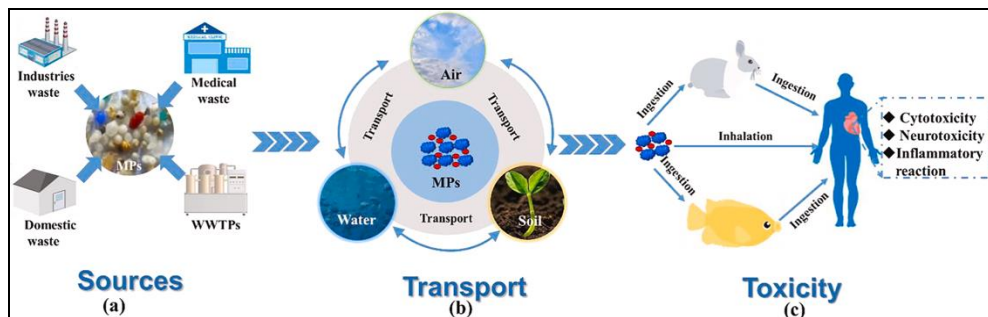 Industries
waste
Medical
waste
MPs
Domestic
waste
WWTPs
Sources
(a)
Air
Transport
Transport
MPs
Water
Transport
Soil
Transport
(b)
Ingestion
Ingestion
Inhalation
Ingestion
Ingestion
◆ Cytotoxicity
◆ Neurotoxicity
◆ Inflammatory
reaction
Toxicity
(c)